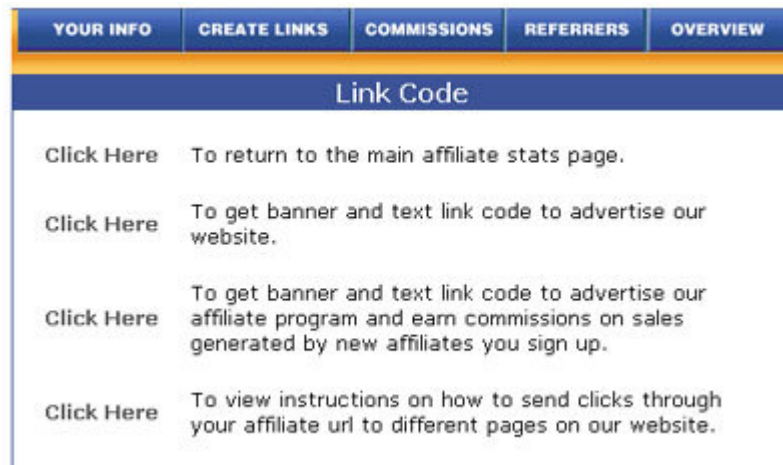 YOUR INFO CREATE LINKS COMMISSIONS REFERRERS OVERVIEW
Link Code
Click Here To return to the main affiliate stats page.
Click Here To get banner and text link code to advertise our
website.
Click Here To get banner and text link code to advertise our
affiliate program and earn commissions on sales
generated by new affiliates you sign up.
Click Here To view instructions on how to send clicks through
your affiliate url to different pages on our website.